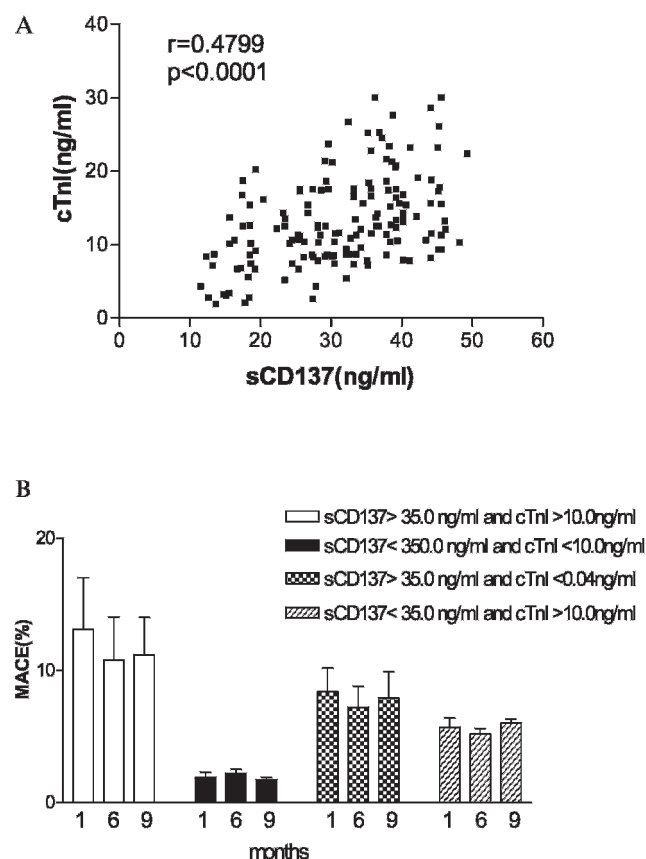 A
r=0.4799
p<0.0001
cTnI(ng/ml)
40
30
20
10
0
0 10 20 30 40 50 60
sCD137(ng/ml)
B
sCD137> 35.0 ng/ml and cTnI >10.0ng/ml
sCD137< 350.0 ng/ml and cTnI <10.0ng/ml
sCD137> 35.0 ng/ml and cTnI <0.04ng/ml
sCD137< 35.0 ng/ml and cTnI >10.0ng/ml
MACE(%)
20
10
0
1 6 9 1 6 9 1 6 9 1 6 9
months